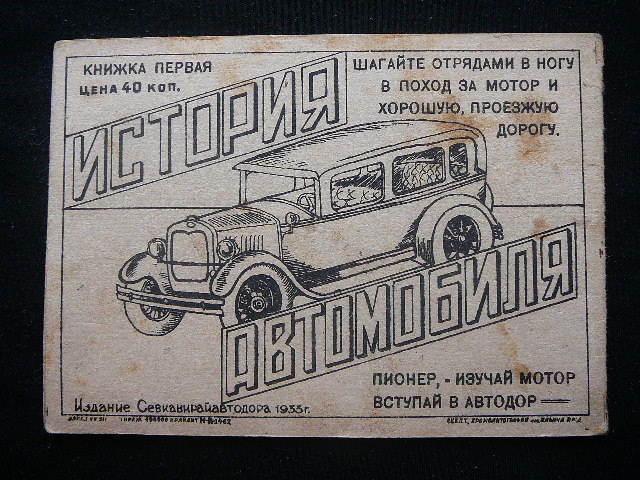 КНИЖКА ПЕРВАЯ
ЦЕНА 40 КОП.
ШАГАЙТЕ ОТРЯДАМИ В НОГУ
В ПОХОД ЗА МОТОР И
ХОРОШУЮ, ПРОЕЗЖУЮ
ДОРОГУ.
ИСТОРИЯ
АВТОМОБИЛЯ
ПИОНЕР, - ИЗУЧАЙ МОТОР
ВСТУПАЙ В АВТОДОР
Издание Севкавкрайавтодора 1933г.